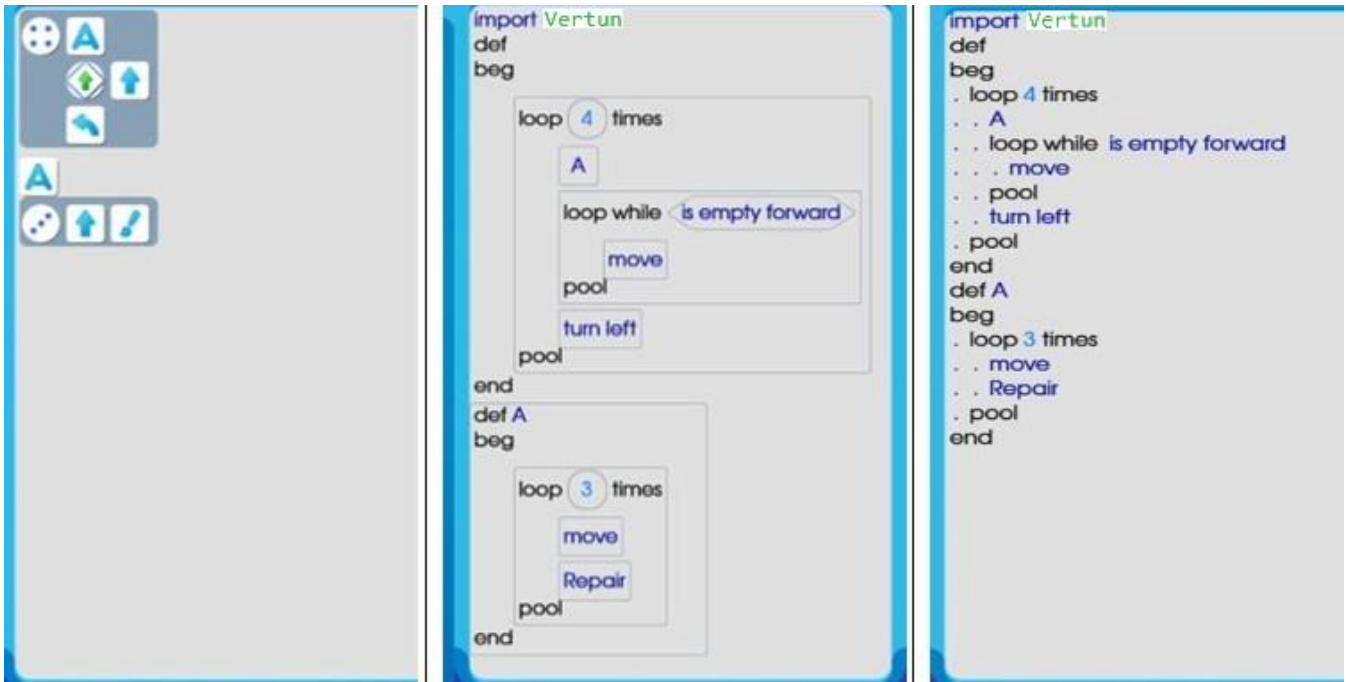 A
A
import Vertun
def
beg
loop 4 times
A
loop while is empty forward
move
pool
turn left
pool
end
def A
beg
loop 3 times
move
Repair
pool
end
import Vertun
def
beg
. loop 4 times
. . A
. . loop while is empty forward
. . . move
. . pool
. . turn left
. pool
end
def A
beg
. loop 3 times
. . move
. . Repair
. pool
end